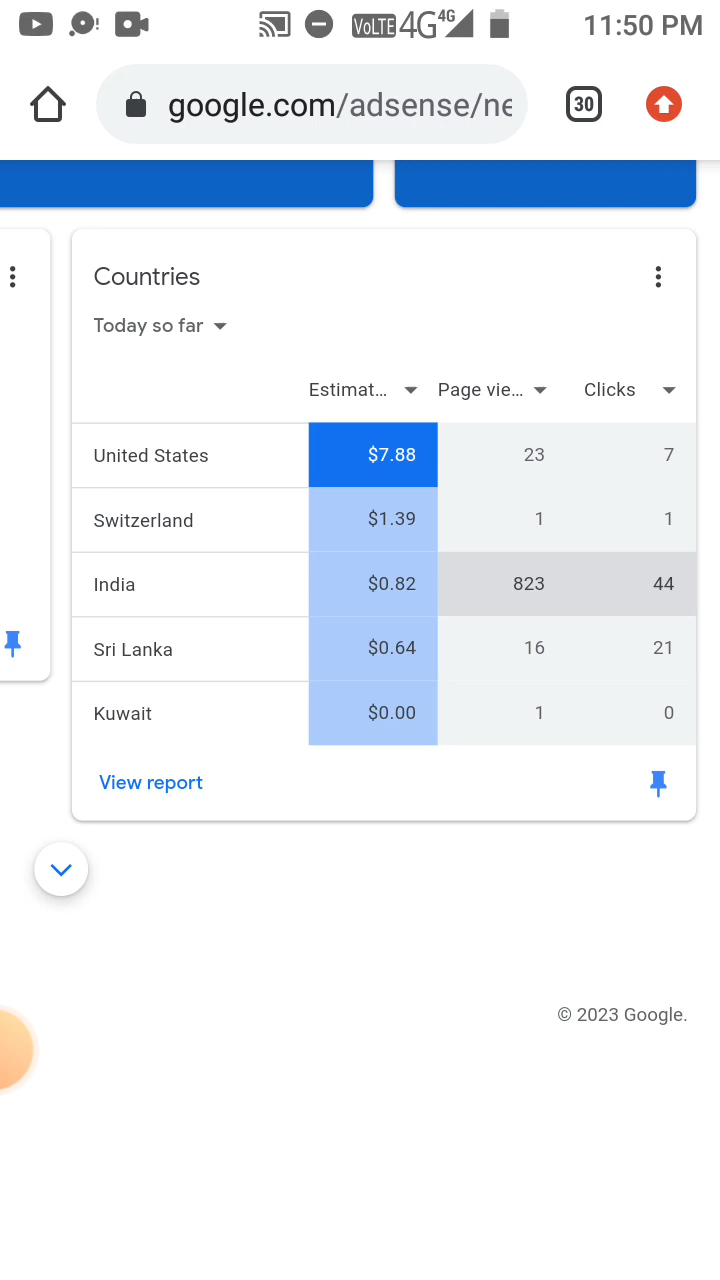 VoLTE 4G 4G 11:50 PM
google.com/adsense/ne 30
Countries
Today so far
Estimat... Page vie... Clicks
United States $7.88 23 7
Switzerland $1.39 1 1
India $0.82 823 44
Sri Lanka $0.64 16 21
Kuwait $0.00 1 0
View report
© 2023 Google.